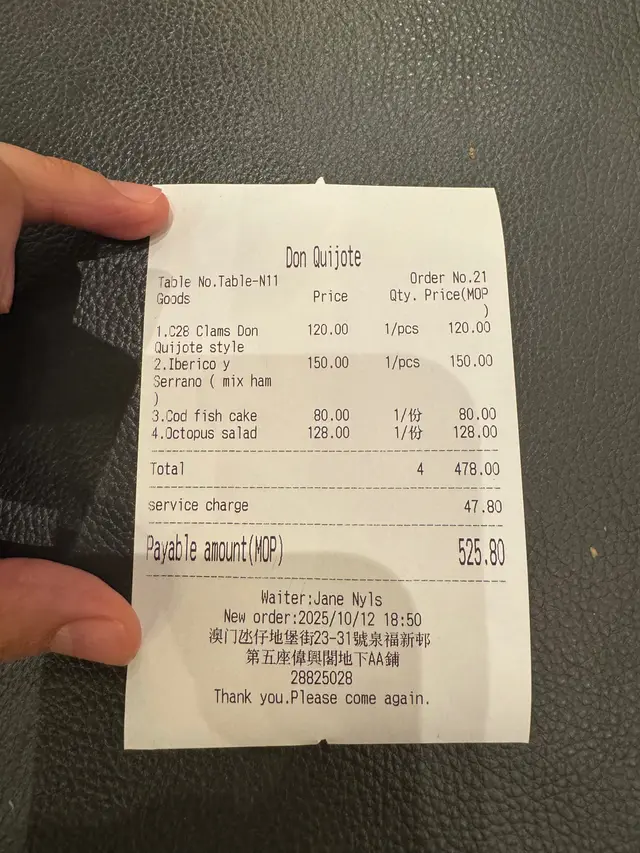 Don Quijote
Table No.Table-N11 Order No.21
Goods Price Qty. Price(MOP
)
1.C28 Clams Don 120.00 1/pcs 120.00
Quijote style
2.Iberico y 150.00 1/pcs 150.00
Serrano ( mix ham
)
3.Cod fish cake 80.00 1/份 80.00
4.Octopus salad 128.00 1/份 128.00
Total 4 478.00
service charge 47.80
Payable amount(MOP) 525.80
Waiter:Jane Nyls
New order:2025/10/12 18:50
澳门氹仔地堡街23-31號泉福新邨
第五座偉興閣地下AA鋪
28825028
Thank you.Please come again.